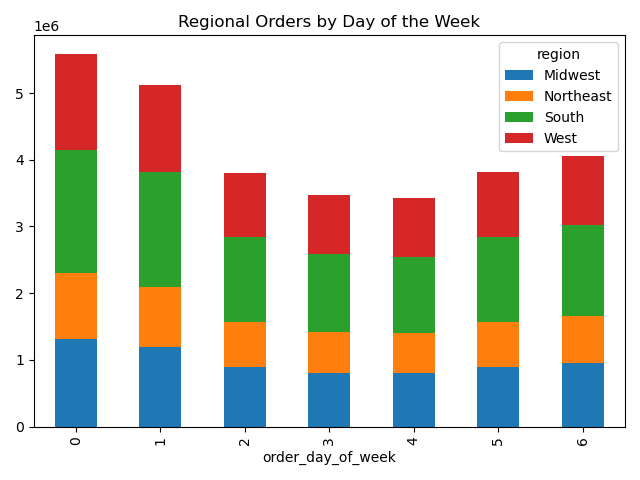 Regional Orders by Day of the Week
1e6
region
Midwest
Northeast
South
West
5
4
3
2
1
0
0 1 2 3 4 5 6
order_day_of_week